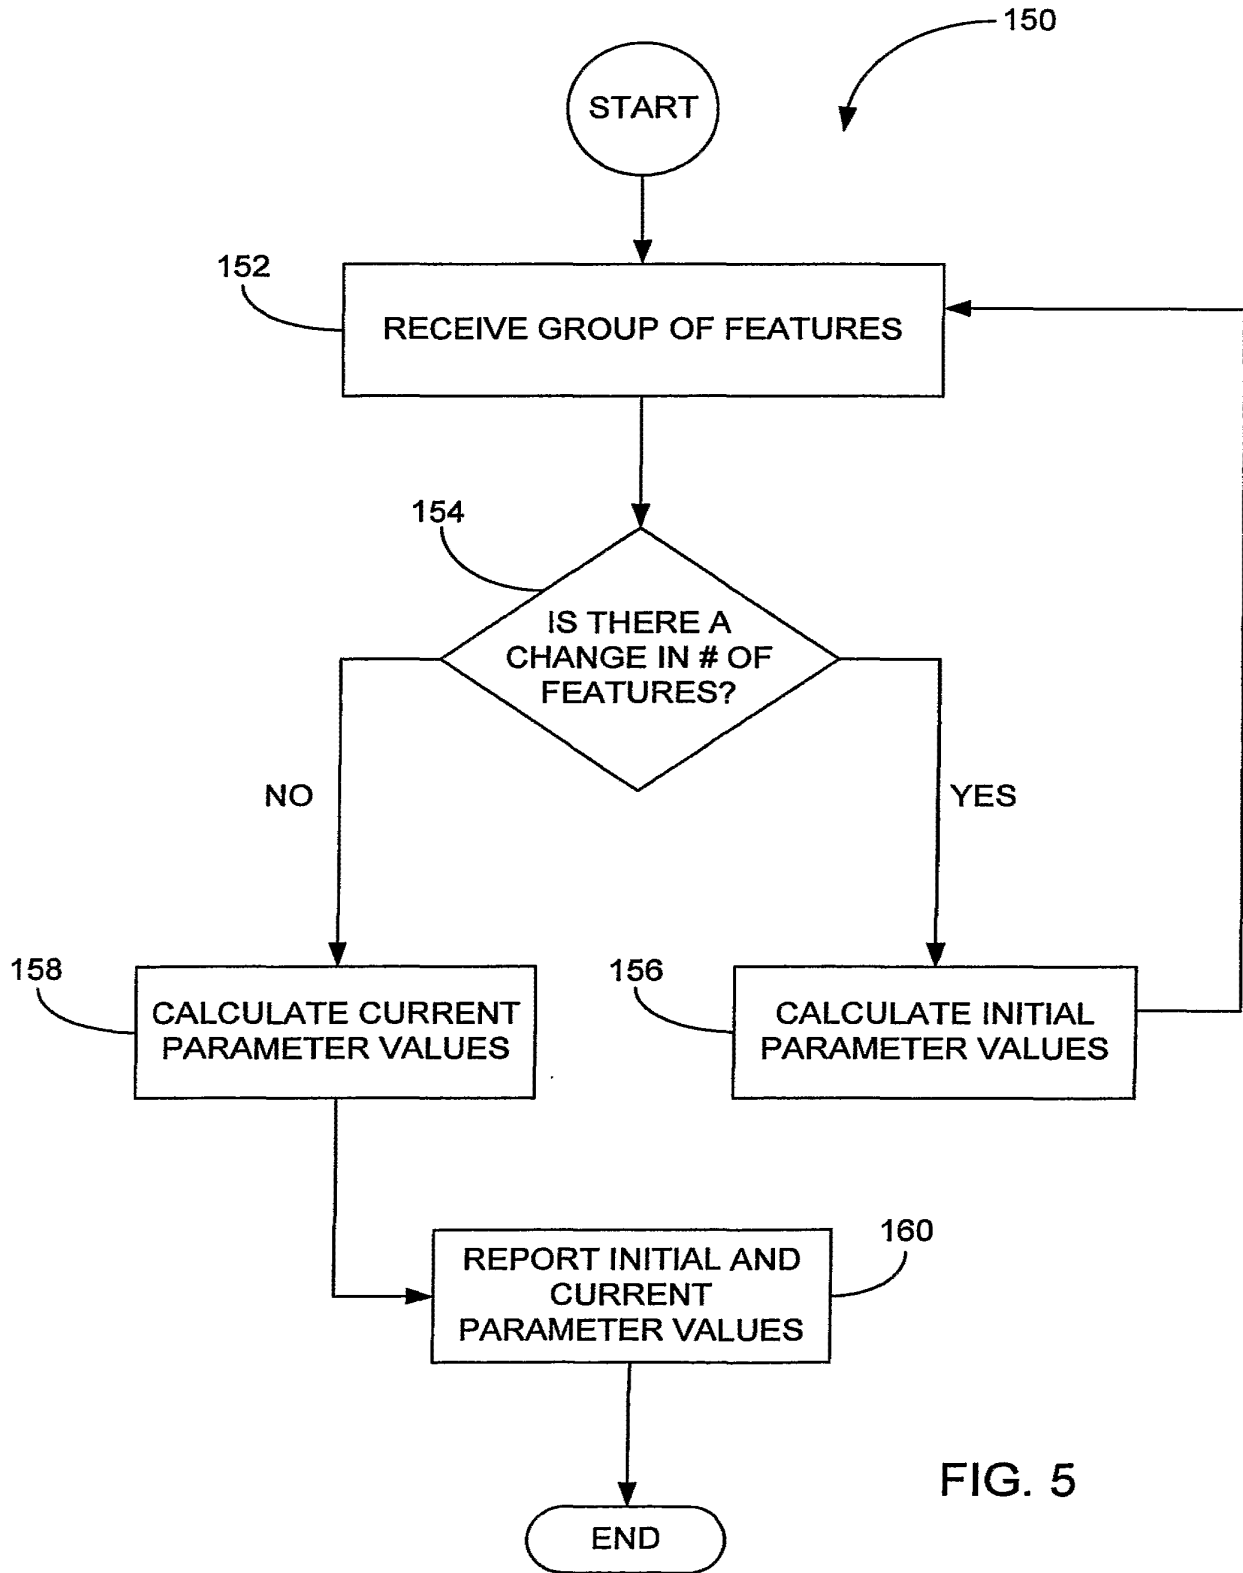 150
START
152
RECEIVE GROUP OF FEATURES
154
IS THERE A
CHANGE IN # OF
FEATURES?
NO
YES
158
CALCULATE CURRENT
PARAMETER VALUES
156
CALCULATE INITIAL
PARAMETER VALUES
160
REPORT INITIAL AND
CURRENT
PARAMETER VALUES
FIG. 5
END